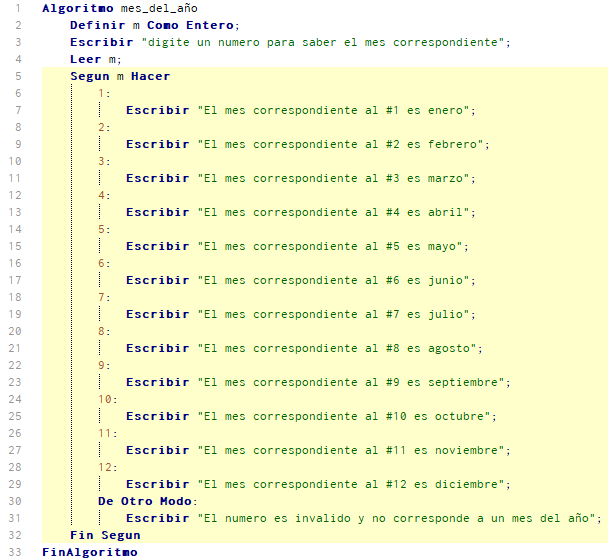 1 Algoritmo mes_del_año
2 Definir m Como Entero;
3 Escribir "digite un numero para saber el mes correspondiente";
4 Leer m;
5 Segun m Hacer
6 1:
7 Escribir "El mes correspondiente al #1 es enero";
8 2:
9 Escribir "El mes correspondiente al #2 es febrero";
10 3:
11 Escribir "El mes correspondiente al #3 es marzo";
12 4:
13 Escribir "El mes correspondiente al #4 es abril";
14 5:
15 Escribir "El mes correspondiente al #5 es mayo";
16 6:
17 Escribir "El mes correspondiente al #6 es junio";
18 7:
19 Escribir "El mes correspondiente al #7 es julio";
20 8:
21 Escribir "El mes correspondiente al #8 es agosto";
22 9:
23 Escribir "El mes correspondiente al #9 es septiembre";
24 10:
25 Escribir "El mes correspondiente al #10 es octubre";
26 11:
27 Escribir "El mes correspondiente al #11 es noviembre";
28 12:
29 Escribir "El mes correspondiente al #12 es diciembre";
30 De Otro Modo:
31 Escribir "El numero es invalido y no corresponde a un mes del año";
32 Fin Segun
33 FinAlgoritmo